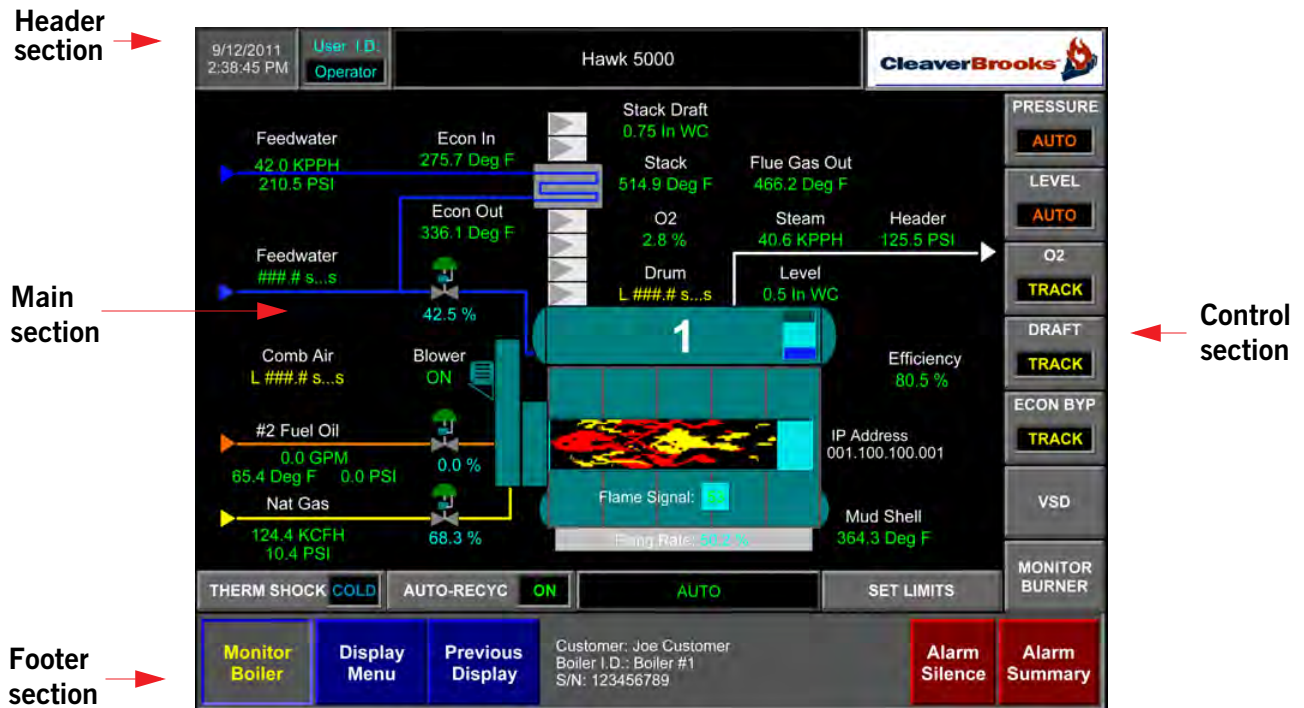 Header
section
9/12/2011
2:38:45 PM
User I.D.
Operator
Hawk 5000
CleaverBrooks
Stack Draft
0.75 In WC
Feedwater
42.0 KPPH
210.5 PSI
Econ In
275.7 Deg F
Stack
514.9 Deg F
Flue Gas Out
466.2 Deg F
Econ Out
336.1 Deg F
O2
2.8 %
Steam
40.6 KPPH
Header
125.5 PSI
Feedwater
###.# s...s
42.5 %
Drum
L ###.# s...s
Level
0.5 In WC
1
Main
section
Comb Air
L ###.# s...s
Blower
ON
Efficiency
80.5 %
#2 Fuel Oil
0.0 GPM
65.4 Deg F 0.0 PSI
0.0 %
IP Address
001.100.100.001
Nat Gas
124.4 KCFH
10.4 PSI
68.3 %
Flame Signal:
Firing Rate: 50.2 %
Mud Shell
364.3 Deg F
PRESSURE
AUTO
LEVEL
AUTO
O2
TRACK
DRAFT
TRACK
ECON BYP
TRACK
VSD
MONITOR
BURNER
Control
section
THERM SHOCK COLD
AUTO-RECYC ON
AUTO
SET LIMITS
Footer
section
Monitor
Boiler
Display
Menu
Previous
Display
Customer: Joe Customer
Boiler I.D.: Boiler #1
S/N: 123456789
Alarm
Silence
Alarm
Summary